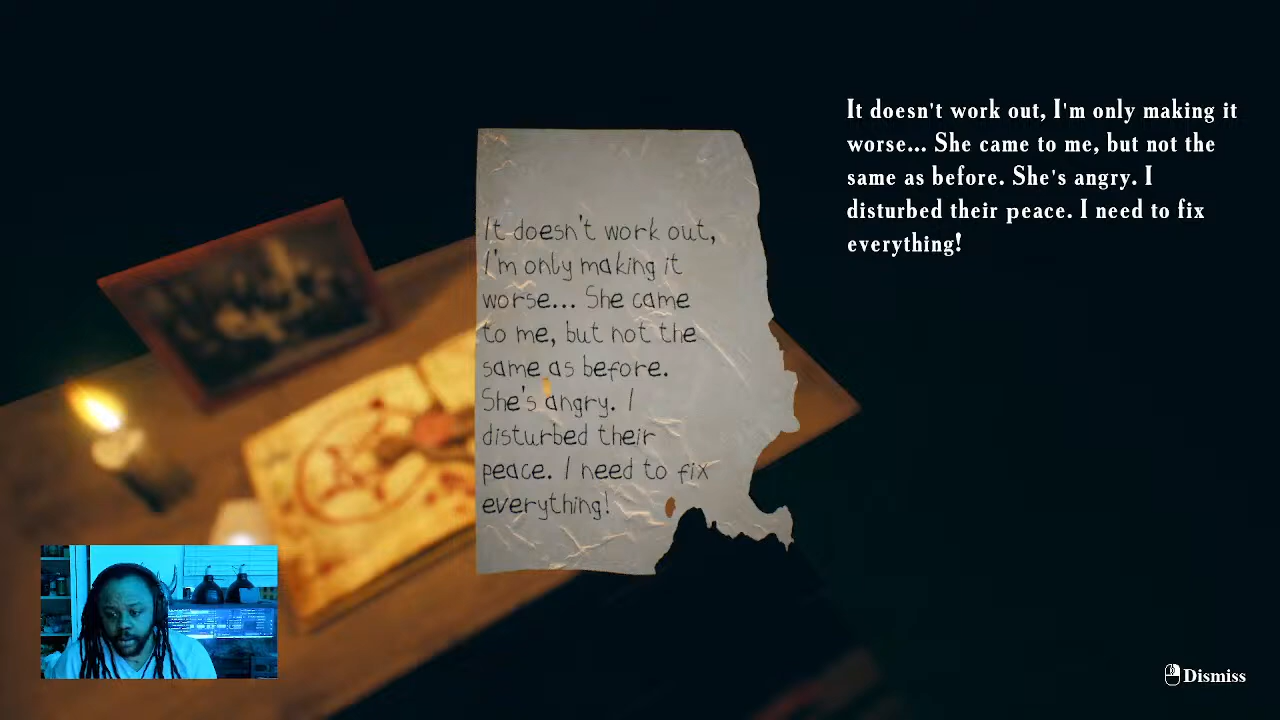 It doesn't work out,
I'm only making it
worse... She came
to me, but not the
same as before.
She's angry. I
disturbed their
peace. I need to fix
everything!
It doesn't work out, I'm only making it
worse... She came to me, but not the
same as before. She's angry. I
disturbed their peace. I need to fix
everything!
Dismiss